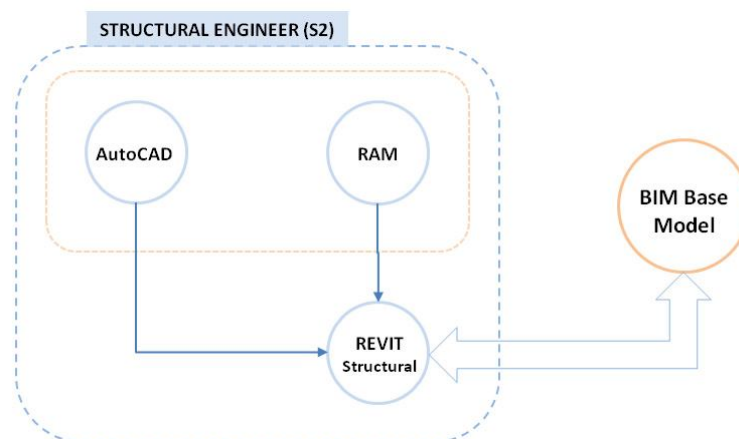 STRUCTURAL ENGINEER (S2)
AutoCAD
RAM
BIM Base
Model
REVIT
Structural